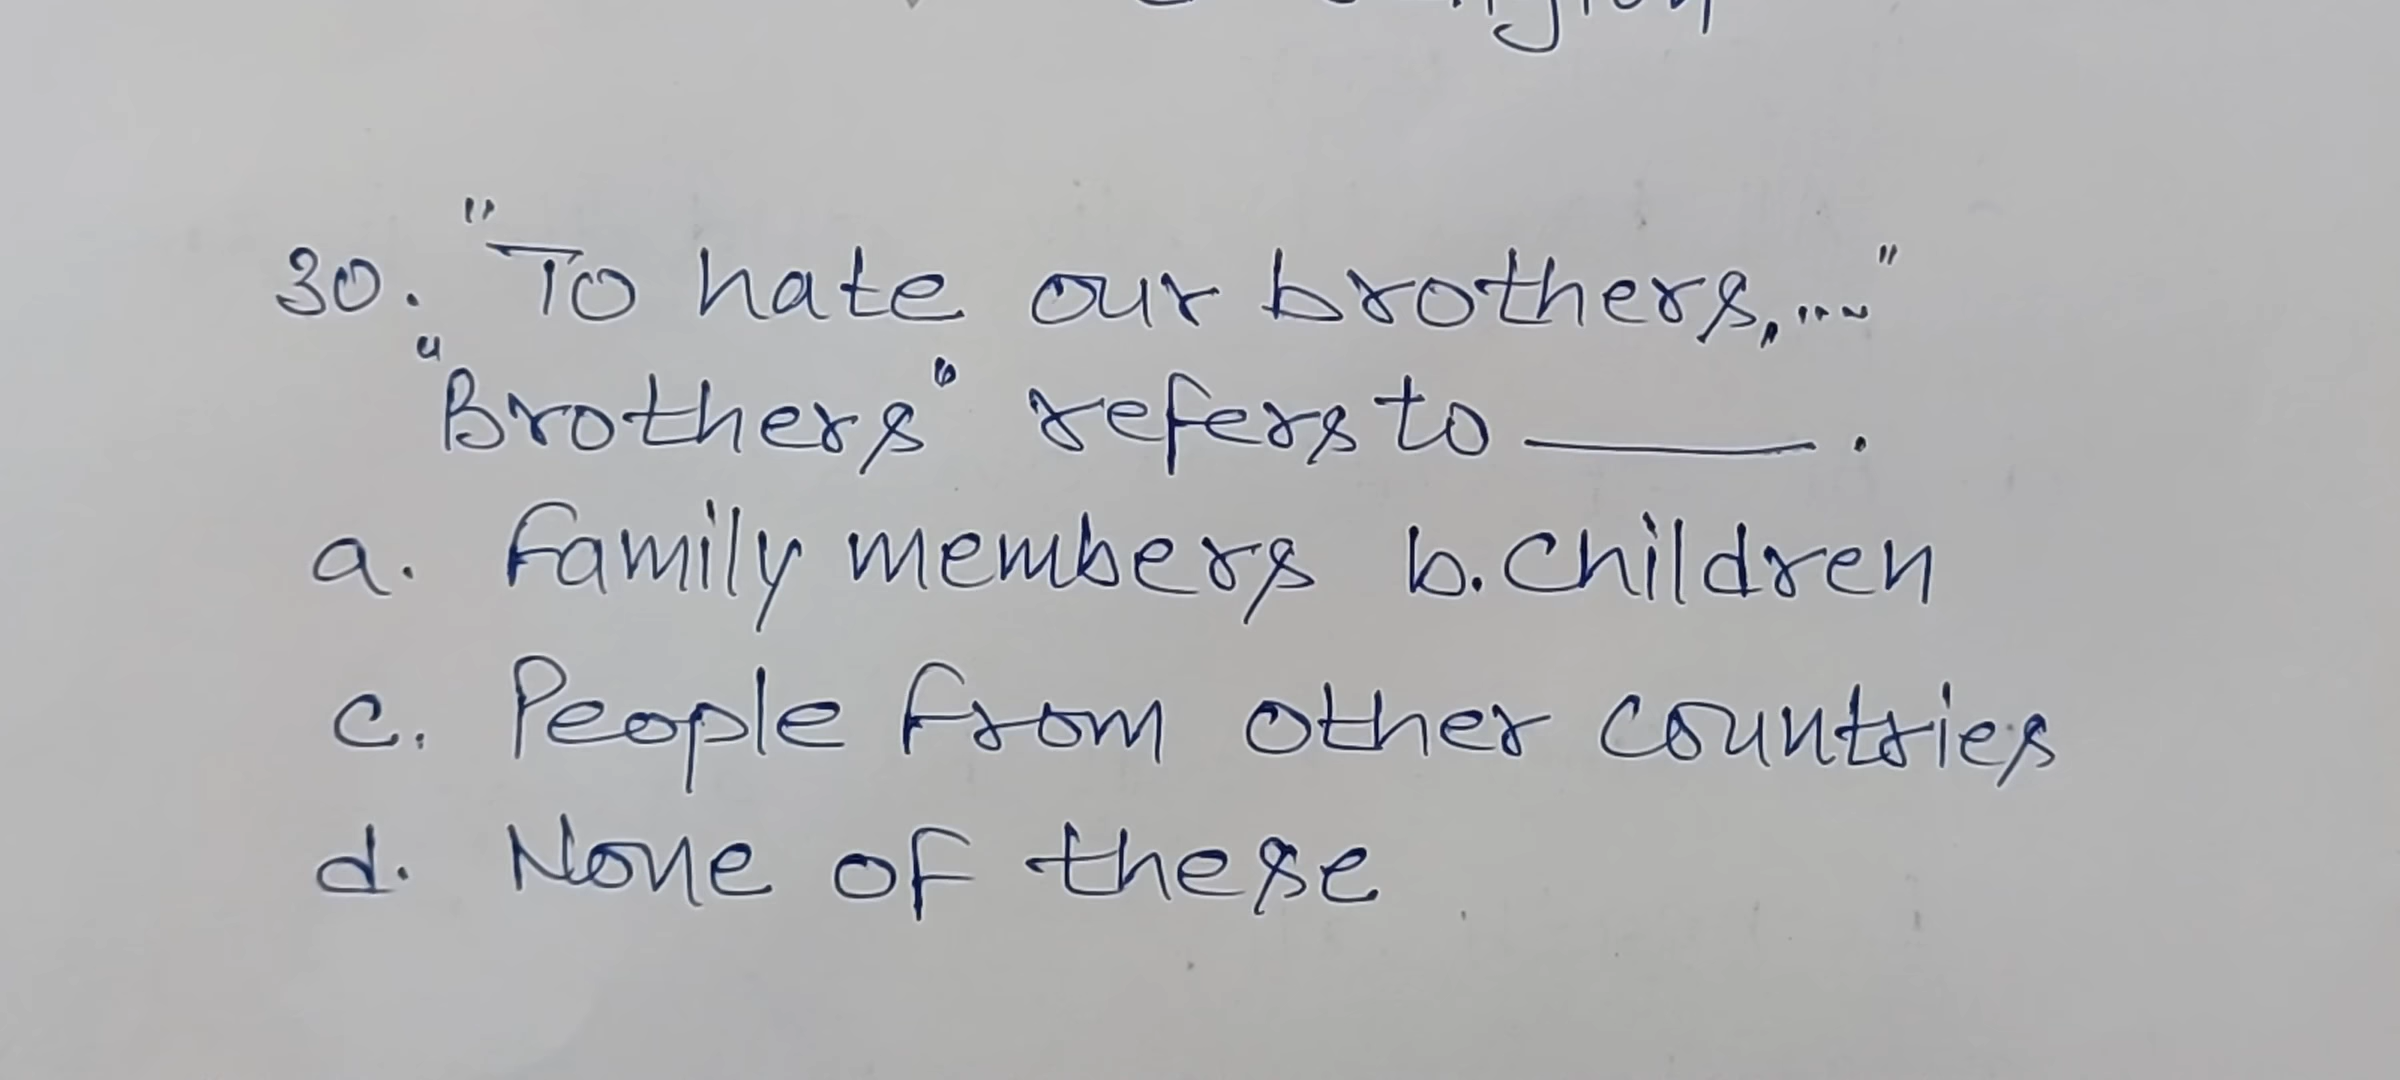 30. "To hate our brothers,...."
"Brothers" refers to ______.
a. family members b. children
c. People from other countries
d. None of these